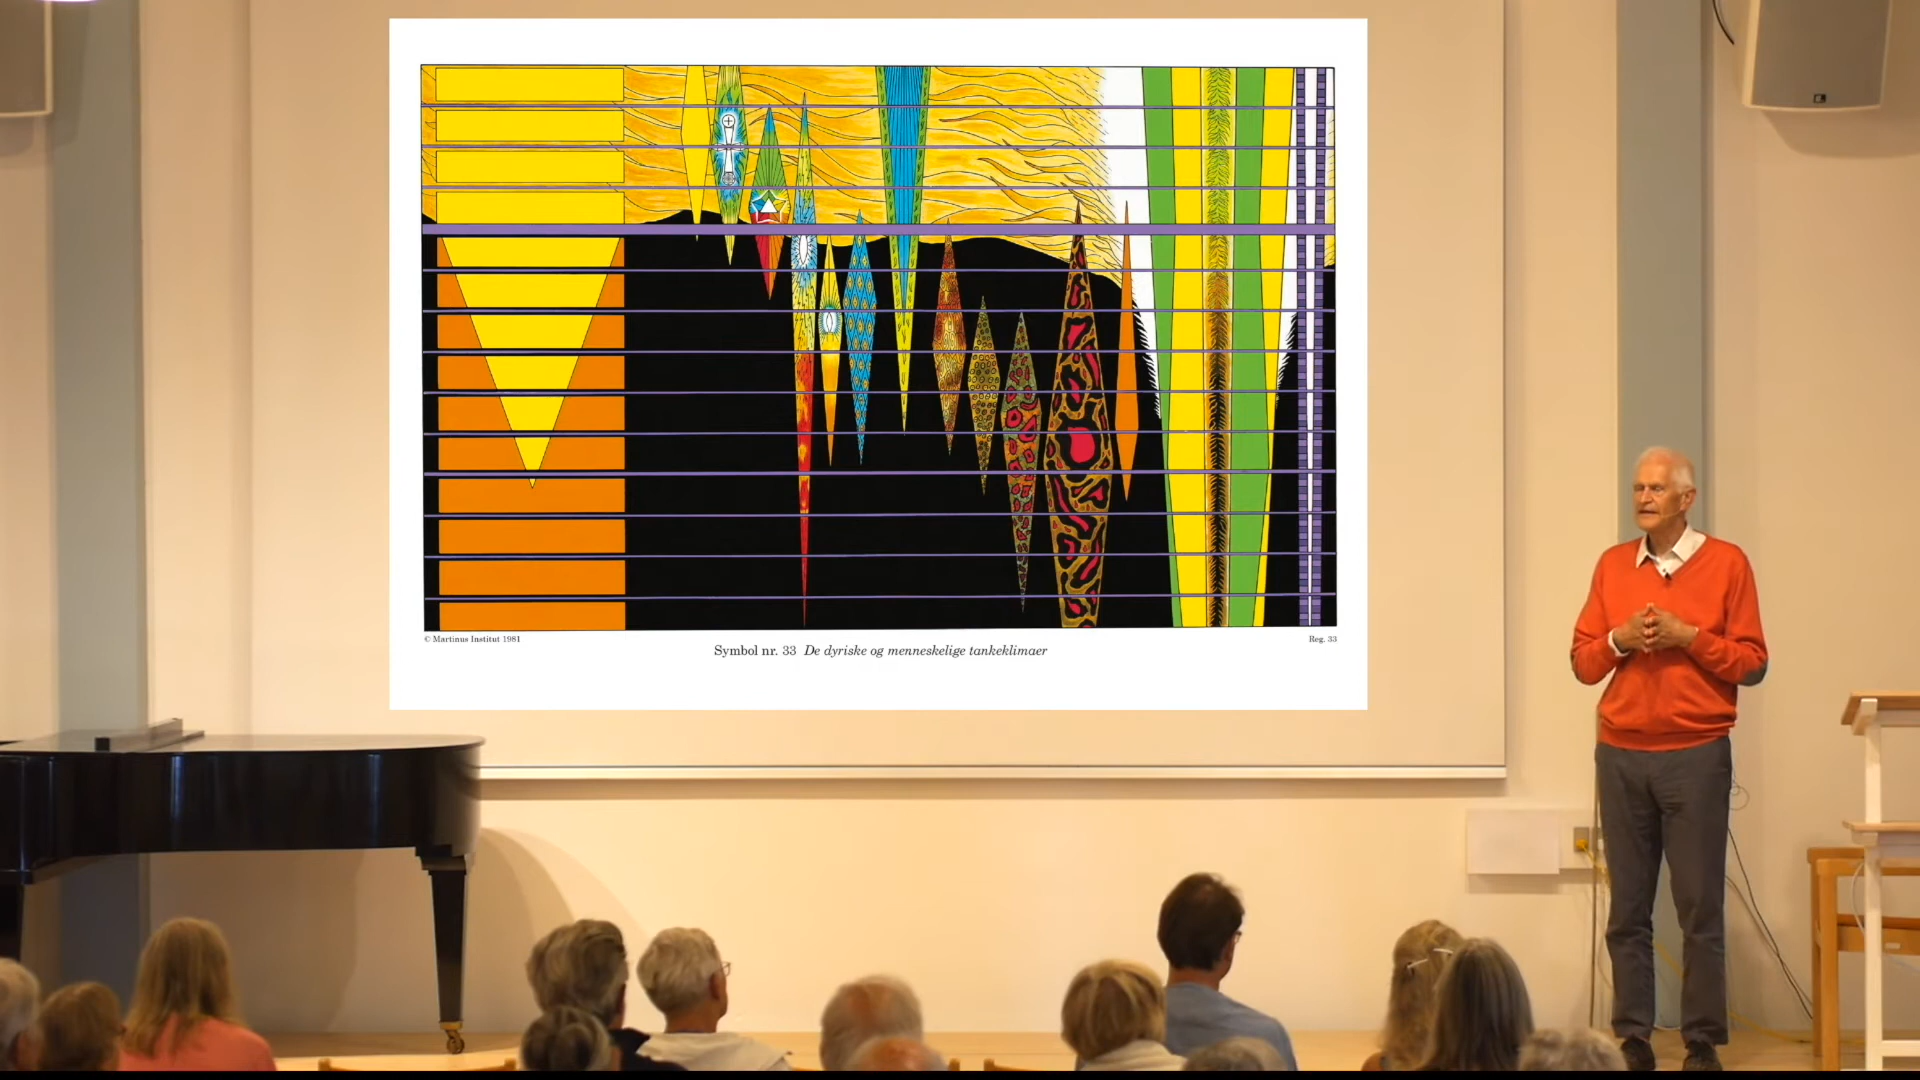 © Martinus Institut 1981
Reg. 33
Symbol nr. 33 De dyriske og menneskelige tankeklimaer